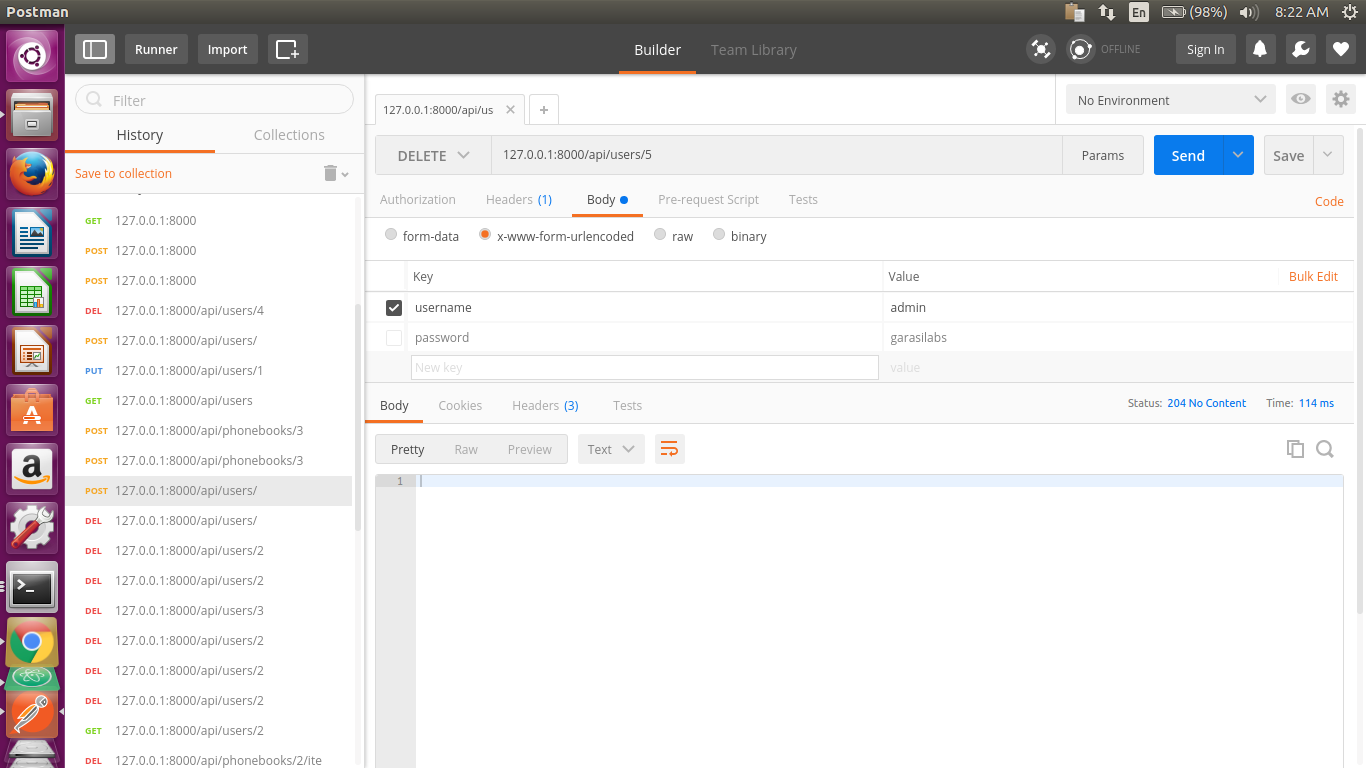 Postman
En (98%) 8:22 AM
Runner Import Builder Team Library OFFLINE Sign In
Filter
History Collections
Save to collection
GET 127.0.0.1:8000
POST 127.0.0.1:8000
POST 127.0.0.1:8000
DEL 127.0.0.1:8000/api/users/4
POST 127.0.0.1:8000/api/users/
PUT 127.0.0.1:8000/api/users/1
GET 127.0.0.1:8000/api/users
POST 127.0.0.1:8000/api/phonebooks/3
POST 127.0.0.1:8000/api/phonebooks/3
POST 127.0.0.1:8000/api/users/
DEL 127.0.0.1:8000/api/users/
DEL 127.0.0.1:8000/api/users/2
DEL 127.0.0.1:8000/api/users/2
DEL 127.0.0.1:8000/api/users/3
DEL 127.0.0.1:8000/api/users/2
DEL 127.0.0.1:8000/api/users/2
DEL 127.0.0.1:8000/api/users/2
GET 127.0.0.1:8000/api/users/2
DEL 127.0.0.1:8000/api/phonebooks/2/ite
127.0.0.1:8000/api/us
No Environment
DELETE 127.0.0.1:8000/api/users/5 Params Send Save
Authorization Headers (1) Body Pre-request Script Tests Code
form-data x-www-form-urlencoded raw binary
Key Value Bulk Edit
username admin
password garasilabs
New key value
Body Cookies Headers (3) Tests Status: 204 No Content Time: 114 ms
Pretty Raw Preview Text
1